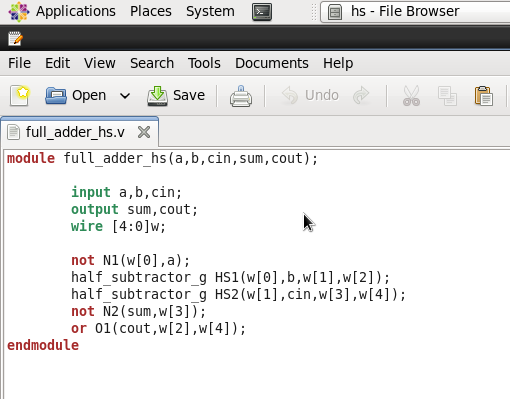 Applications Places System hs - File Browser
File Edit View Search Tools Documents Help
Open Save Undo
full_adder_hs.v
module full_adder_hs(a,b,cin,sum,cout);
input a,b,cin;
output sum,cout;
wire [4:0]w;
not N1(w[0],a);
half_subtractor_g HS1(w[0],b,w[1],w[2]);
half_subtractor_g HS2(w[1],cin,w[3],w[4]);
not N2(sum,w[3]);
or O1(cout,w[2],w[4]);
endmodule